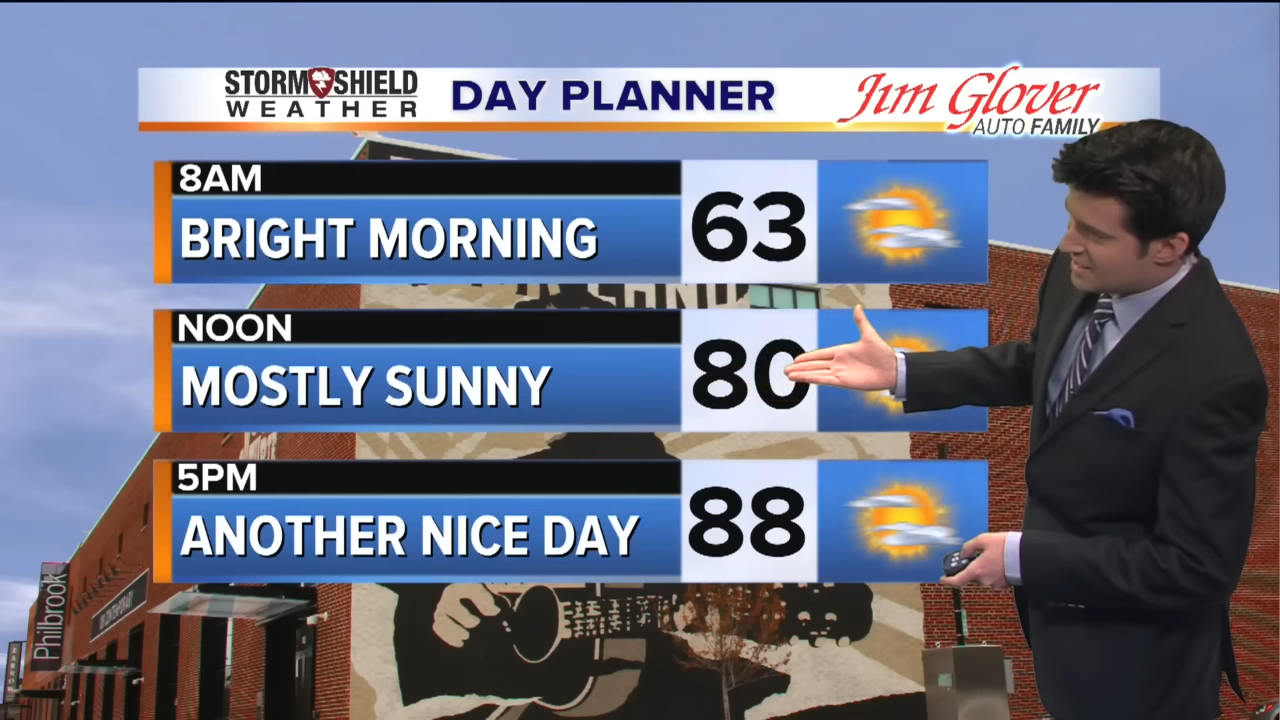 STORM SHIELD
WEATHER
DAY PLANNER
Jim Glover
AUTO FAMILY
8AM
BRIGHT MORNING
63
NOON
MOSTLY SUNNY
80
5PM
ANOTHER NICE DAY
88
Philbrook